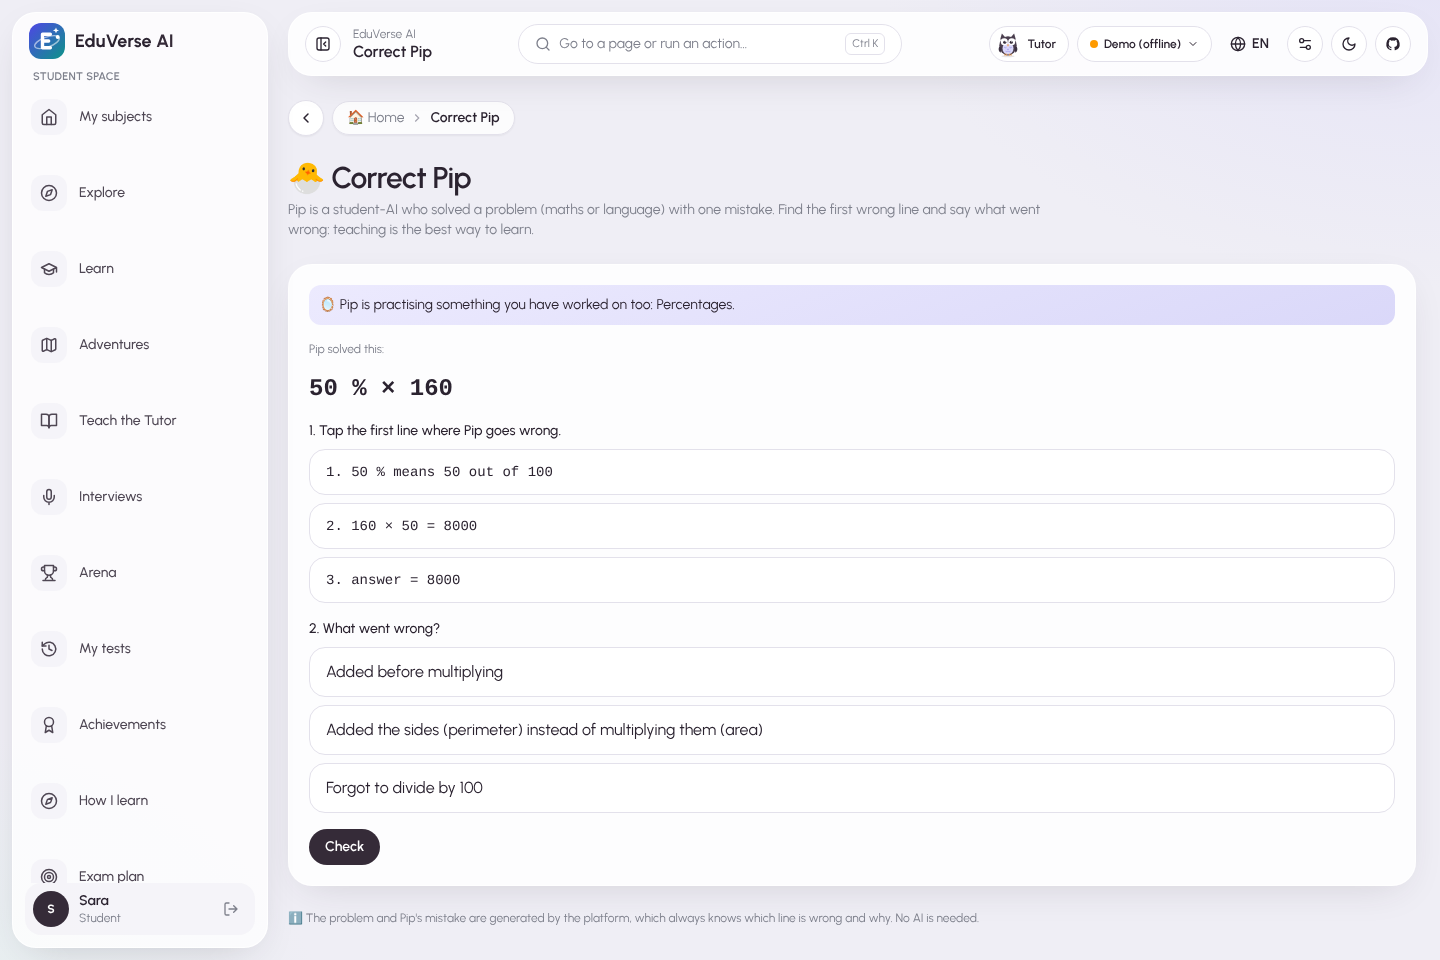 EduVerse AI
STUDENT SPACE
My subjects
Explore
Learn
Adventures
Teach the Tutor
Interviews
Arena
My tests
Achievements
How I learn
Exam plan
S
Sara
Student
EduVerse AI
Correct Pip
Go to a page or run an action...
Ctrl K
Tutor
Demo (offline)
EN
Home
Correct Pip
Correct Pip
Pip is a student-AI who solved a problem (maths or language) with one mistake. Find the first wrong line and say what went
wrong: teaching is the best way to learn.
Pip is practising something you have worked on too: Percentages.
Pip solved this:
50 % × 160
1. Tap the first line where Pip goes wrong.
1. 50 % means 50 out of 100
2. 160 × 50 = 8000
3. answer = 8000
2. What went wrong?
Added before multiplying
Added the sides (perimeter) instead of multiplying them (area)
Forgot to divide by 100
Check
The problem and Pip's mistake are generated by the platform, which always knows which line is wrong and why. No AI is needed.